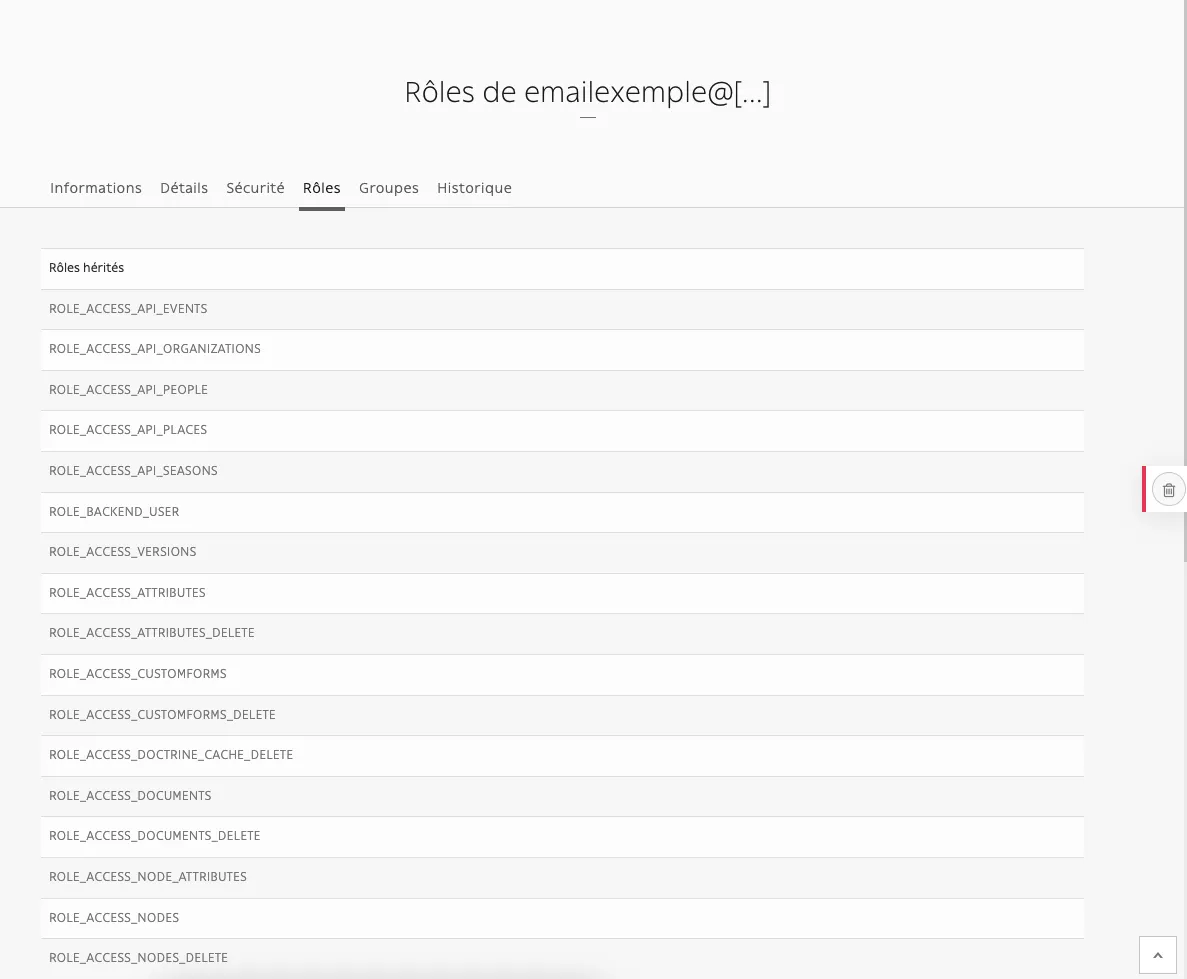 Rôles de emailexemple@[...]
Informations Détails Sécurité Rôles Groupes Historique
Rôles hérités
ROLE_ACCESS_API_EVENTS
ROLE_ACCESS_API_ORGANIZATIONS
ROLE_ACCESS_API_PEOPLE
ROLE_ACCESS_API_PLACES
ROLE_ACCESS_API_SEASONS
ROLE_BACKEND_USER
ROLE_ACCESS_VERSIONS
ROLE_ACCESS_ATTRIBUTES
ROLE_ACCESS_ATTRIBUTES_DELETE
ROLE_ACCESS_CUSTOMFORMS
ROLE_ACCESS_CUSTOMFORMS_DELETE
ROLE_ACCESS_DOCTRINE_CACHE_DELETE
ROLE_ACCESS_DOCUMENTS
ROLE_ACCESS_DOCUMENTS_DELETE
ROLE_ACCESS_NODE_ATTRIBUTES
ROLE_ACCESS_NODES
ROLE_ACCESS_NODES_DELETE